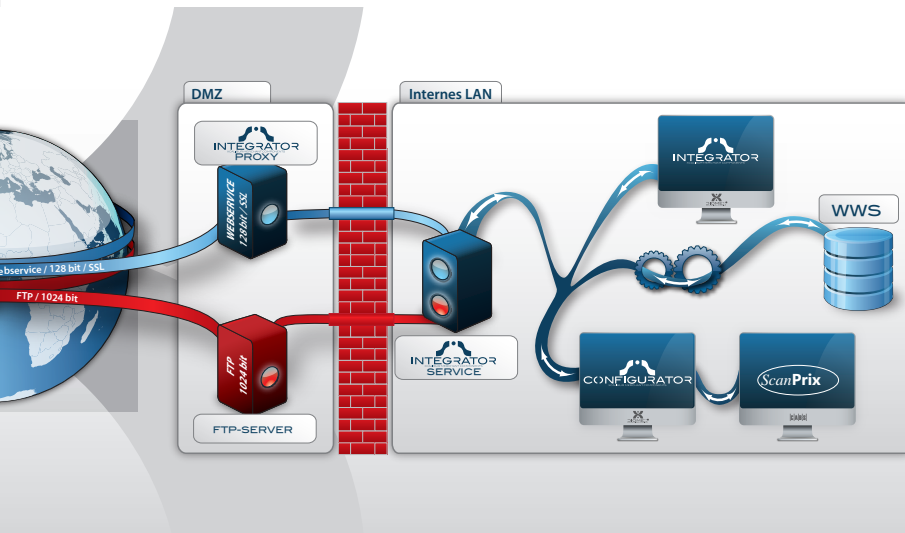 DMZ
Internes LAN
INTEGRATOR
PROXY
WEBSERVICE
128 bit / SSL
ebservice / 128 bit / SSL
FTP / 1024 bit
FTP
1024 bit
FTP-SERVER
INTEGRATOR
SERVICE
INTEGRATOR
WWS
CONFIGURATOR
ScanPrix